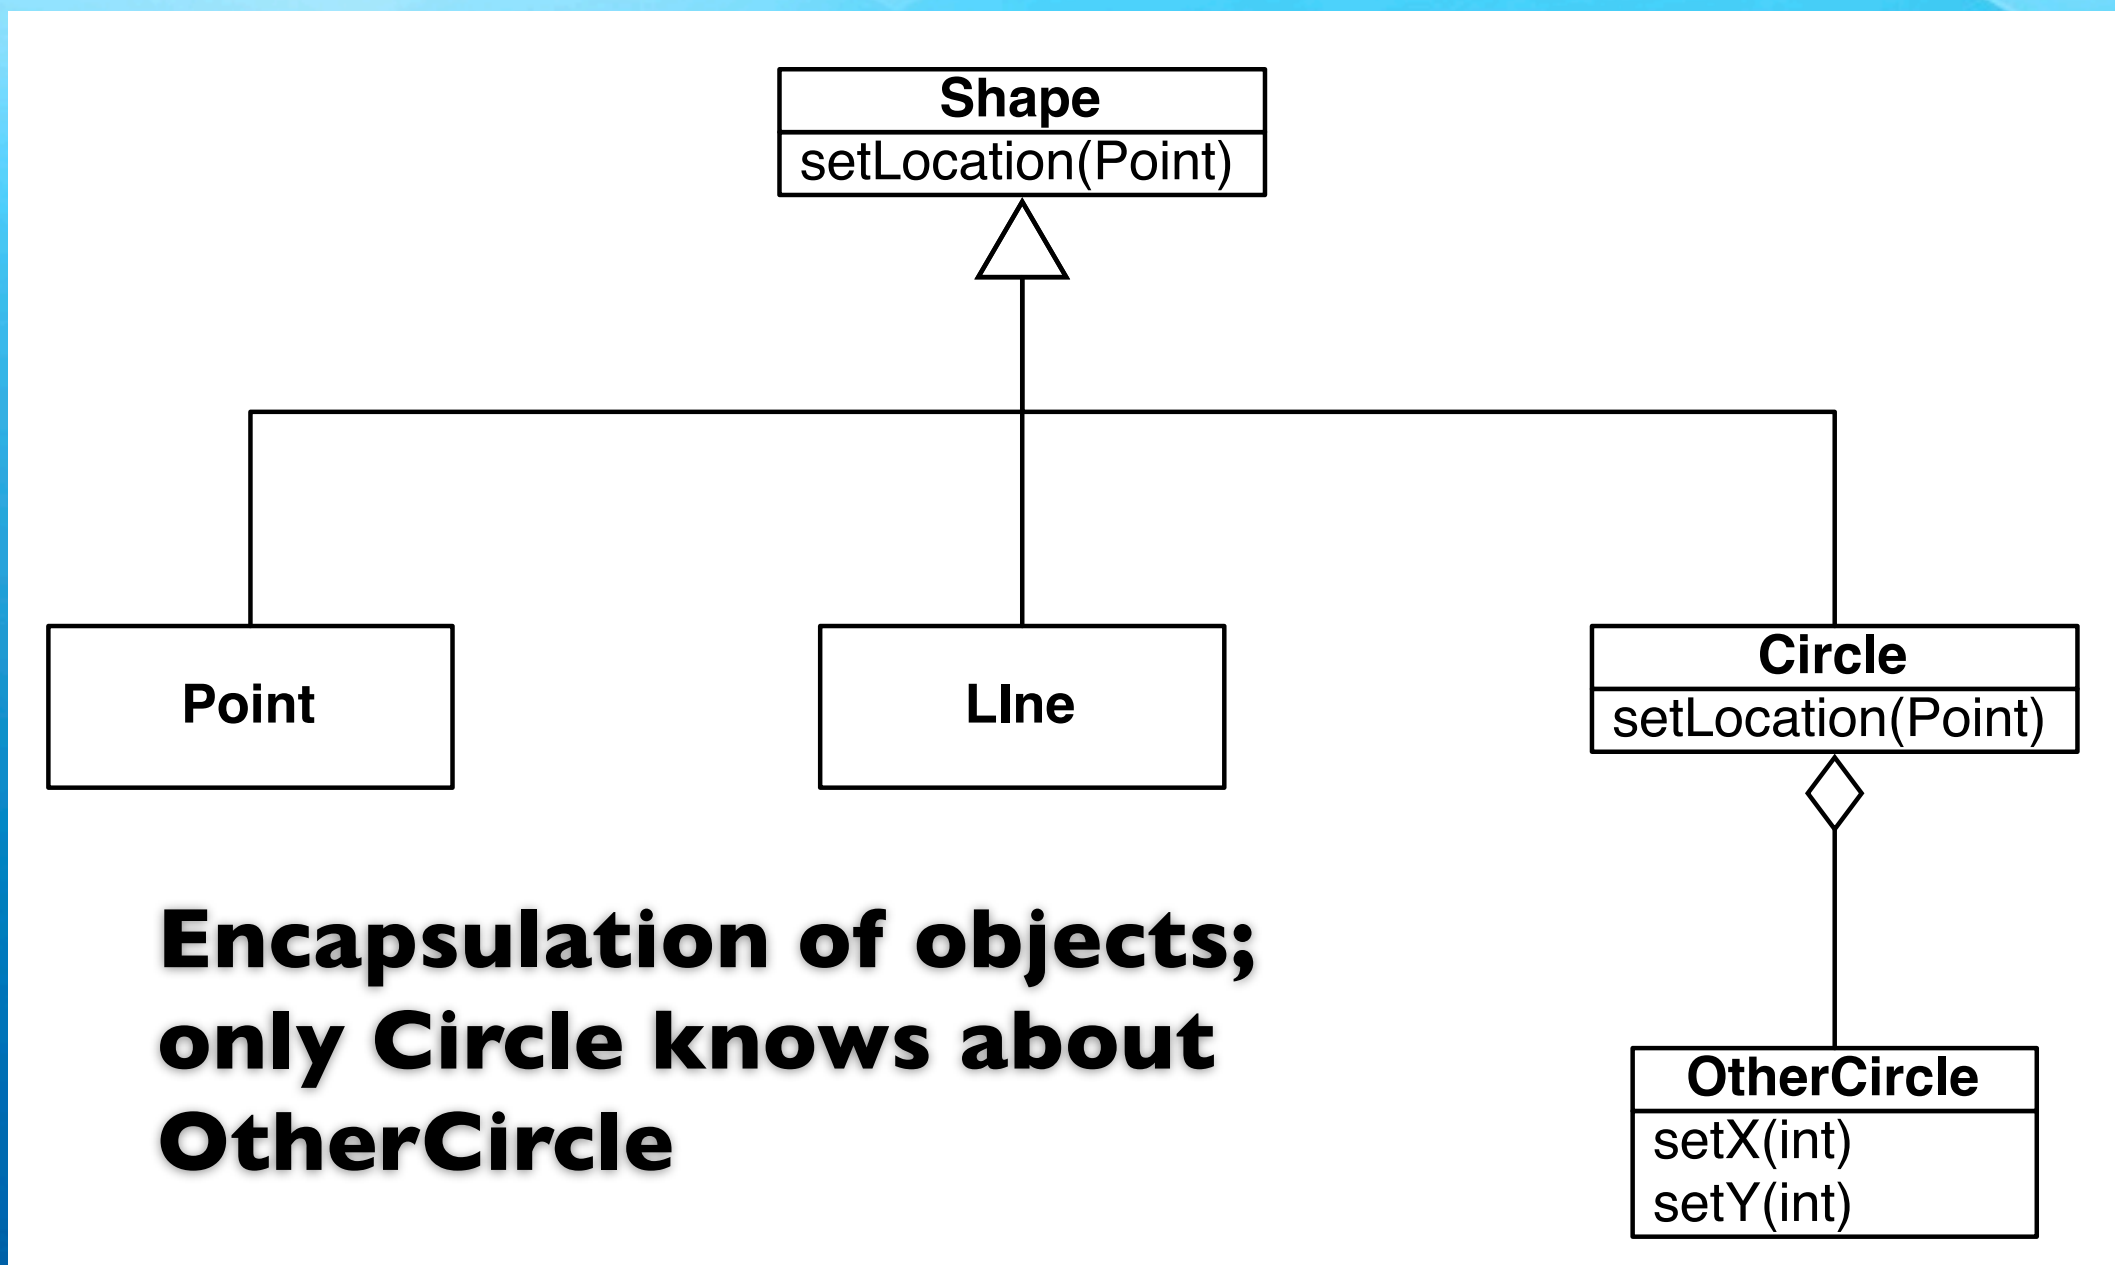 Shape
setLocation(Point)
Point
LIne
Circle
setLocation(Point)
Encapsulation of objects;
only Circle knows about
OtherCircle
OtherCircle
setX(int)
setY(int)